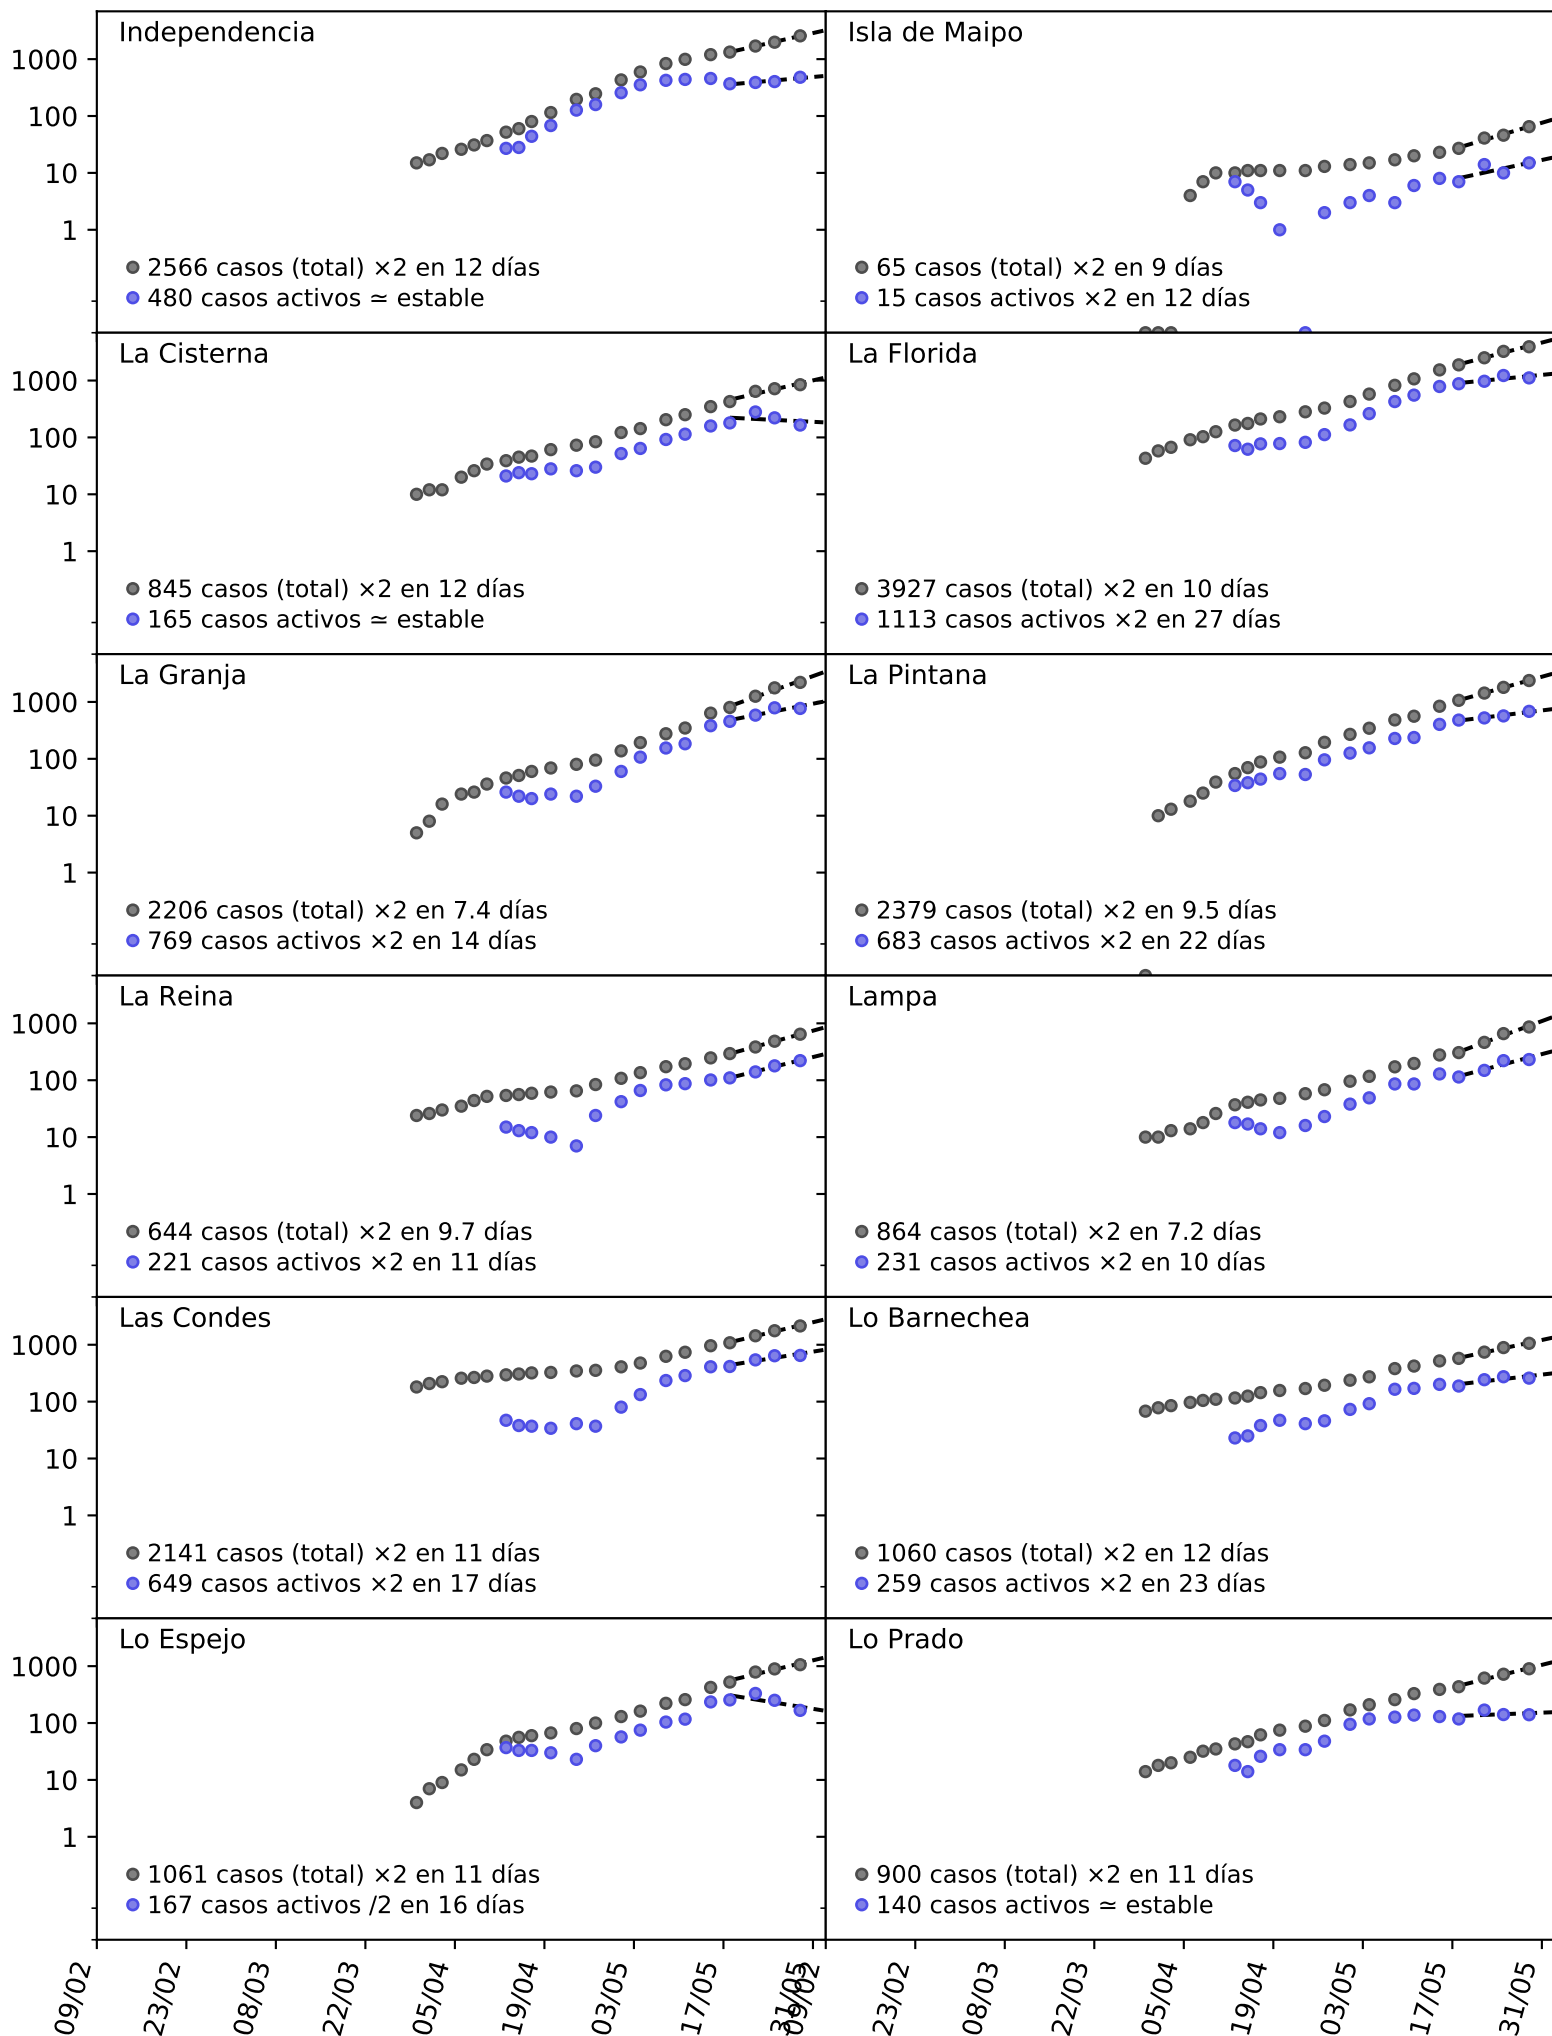 Independencia
1000
100
10
1
2566 casos (total) ×2 en 12 días
480 casos activos ≃ estable
Isla de Maipo
65 casos (total) ×2 en 9 días
15 casos activos ×2 en 12 días
La Cisterna
1000
100
10
1
845 casos (total) ×2 en 12 días
165 casos activos ≃ estable
La Florida
3927 casos (total) ×2 en 10 días
1113 casos activos ×2 en 27 días
La Granja
1000
100
10
1
2206 casos (total) ×2 en 7.4 días
769 casos activos ×2 en 14 días
La Pintana
2379 casos (total) ×2 en 9.5 días
683 casos activos ×2 en 22 días
La Reina
1000
100
10
1
644 casos (total) ×2 en 9.7 días
221 casos activos ×2 en 11 días
Lampa
864 casos (total) ×2 en 7.2 días
231 casos activos ×2 en 10 días
Las Condes
1000
100
10
1
2141 casos (total) ×2 en 11 días
649 casos activos ×2 en 17 días
Lo Barnechea
1060 casos (total) ×2 en 12 días
259 casos activos ×2 en 23 días
Lo Espejo
1000
100
10
1
1061 casos (total) ×2 en 11 días
167 casos activos /2 en 16 días
Lo Prado
900 casos (total) ×2 en 11 días
140 casos activos ≃ estable
09/02
23/02
08/03
22/03
05/04
19/04
03/05
17/05
31/05
09/02
23/02
08/03
22/03
05/04
19/04
03/05
17/05
31/05